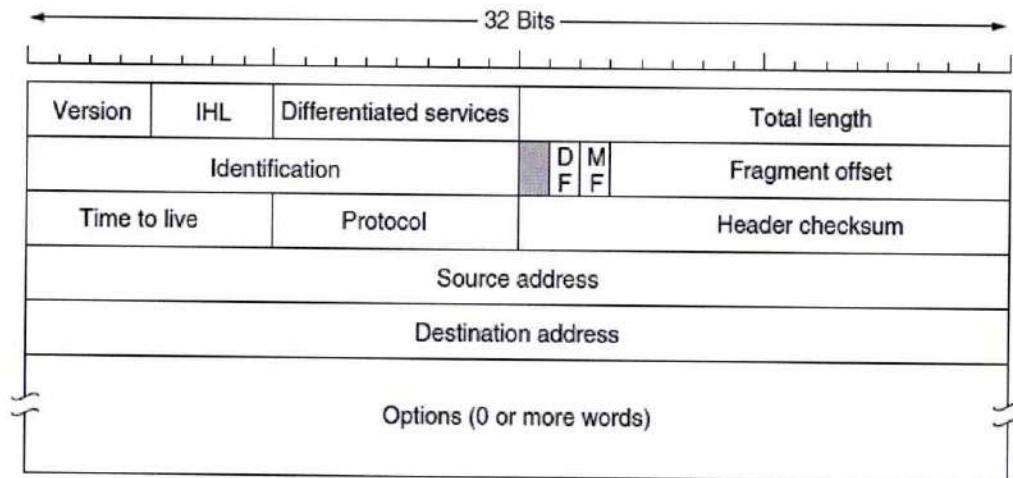 32 Bits
Version IHL Differentiated services Total length
Identification D F M F Fragment offset
Time to live Protocol Header checksum
Source address
Destination address
Options (0 or more words)